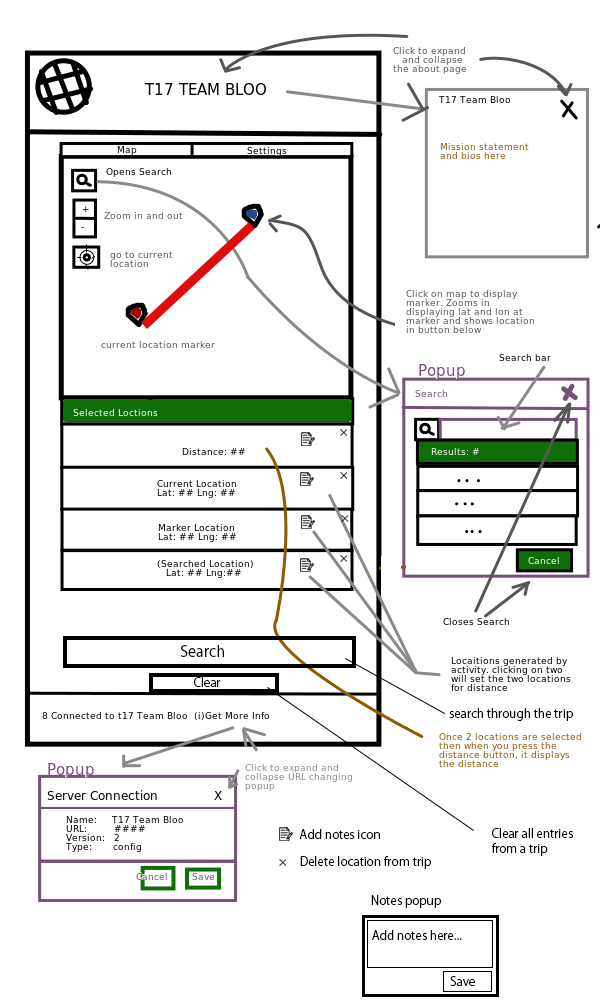 T17 TEAM BLOO
Click to expand
and collapse
the about page
T17 Team Bloo
Mission statement
and bios here
Map
Settings
Opens Search
+
-
Zoom in and out
go to current
location
current location marker
Click on map to display
marker. Zooms in
displaying lat and lon at
marker and shows location
in button below
Selected Loctions
Distance: ##
×
Current Location
Lat: ## Lng: ##
×
Marker Location
Lat: ## Lng: ##
×
(Searched Location)
Lat: ## Lng:##
×
Search bar
Popup
Search
Results: #
Cancel
Closes Search
Search
Clear
8 Connected to t17 Team Bloo (i)Get More Info
Locaitions generated by
activity. clicking on two
will set the two locations
for distance
search through the trip
Once 2 locations are selected
then when you press the
distance button, it displays
the distance
Click to expand and
collapse URL changing
popup
Popup
Server Connection
X
Name: T17 Team Bloo
URL: ####
Version: 2
Type: config
Cancel
Save
Add notes icon
× Delete location from trip
Clear all entries
from a trip
Notes popup
Add notes here...
Save